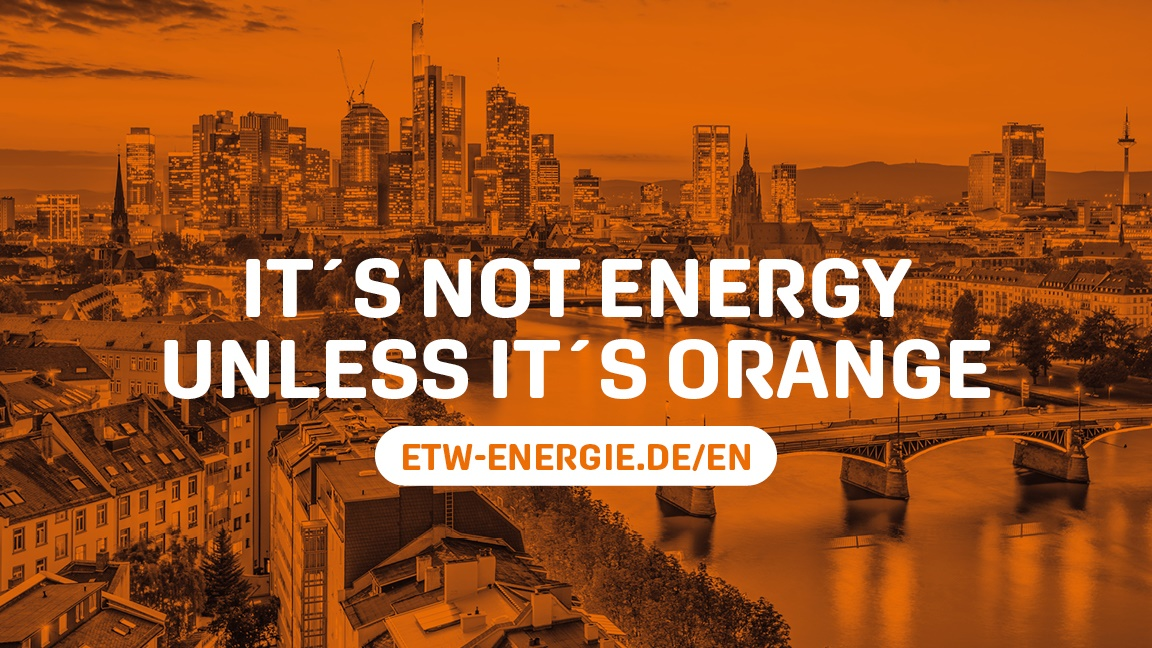 IT´S NOT ENERGY
UNLESS IT´S ORANGE
ETW-ENERGIE.DE/EN